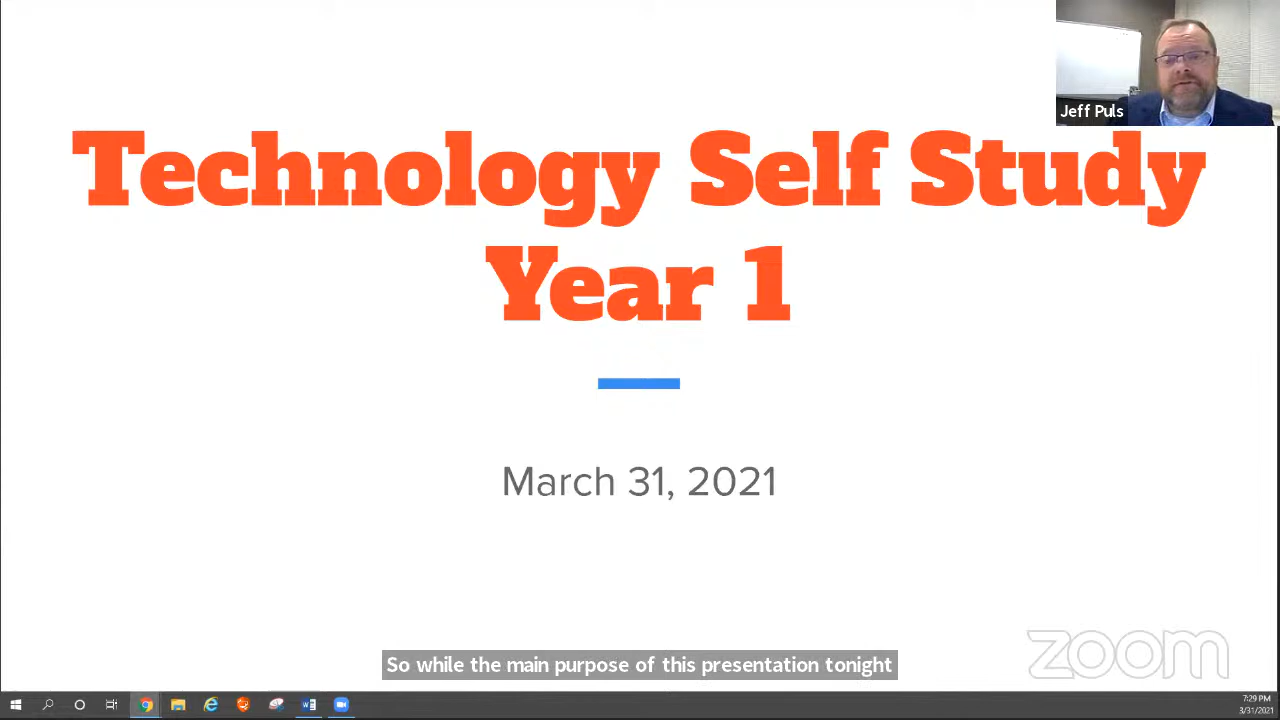 Jeff Puls
Technology Self Study
Year 1
March 31, 2021
So while the main purpose of this presentation tonight
zoom
7:29 PM
3/31/2021